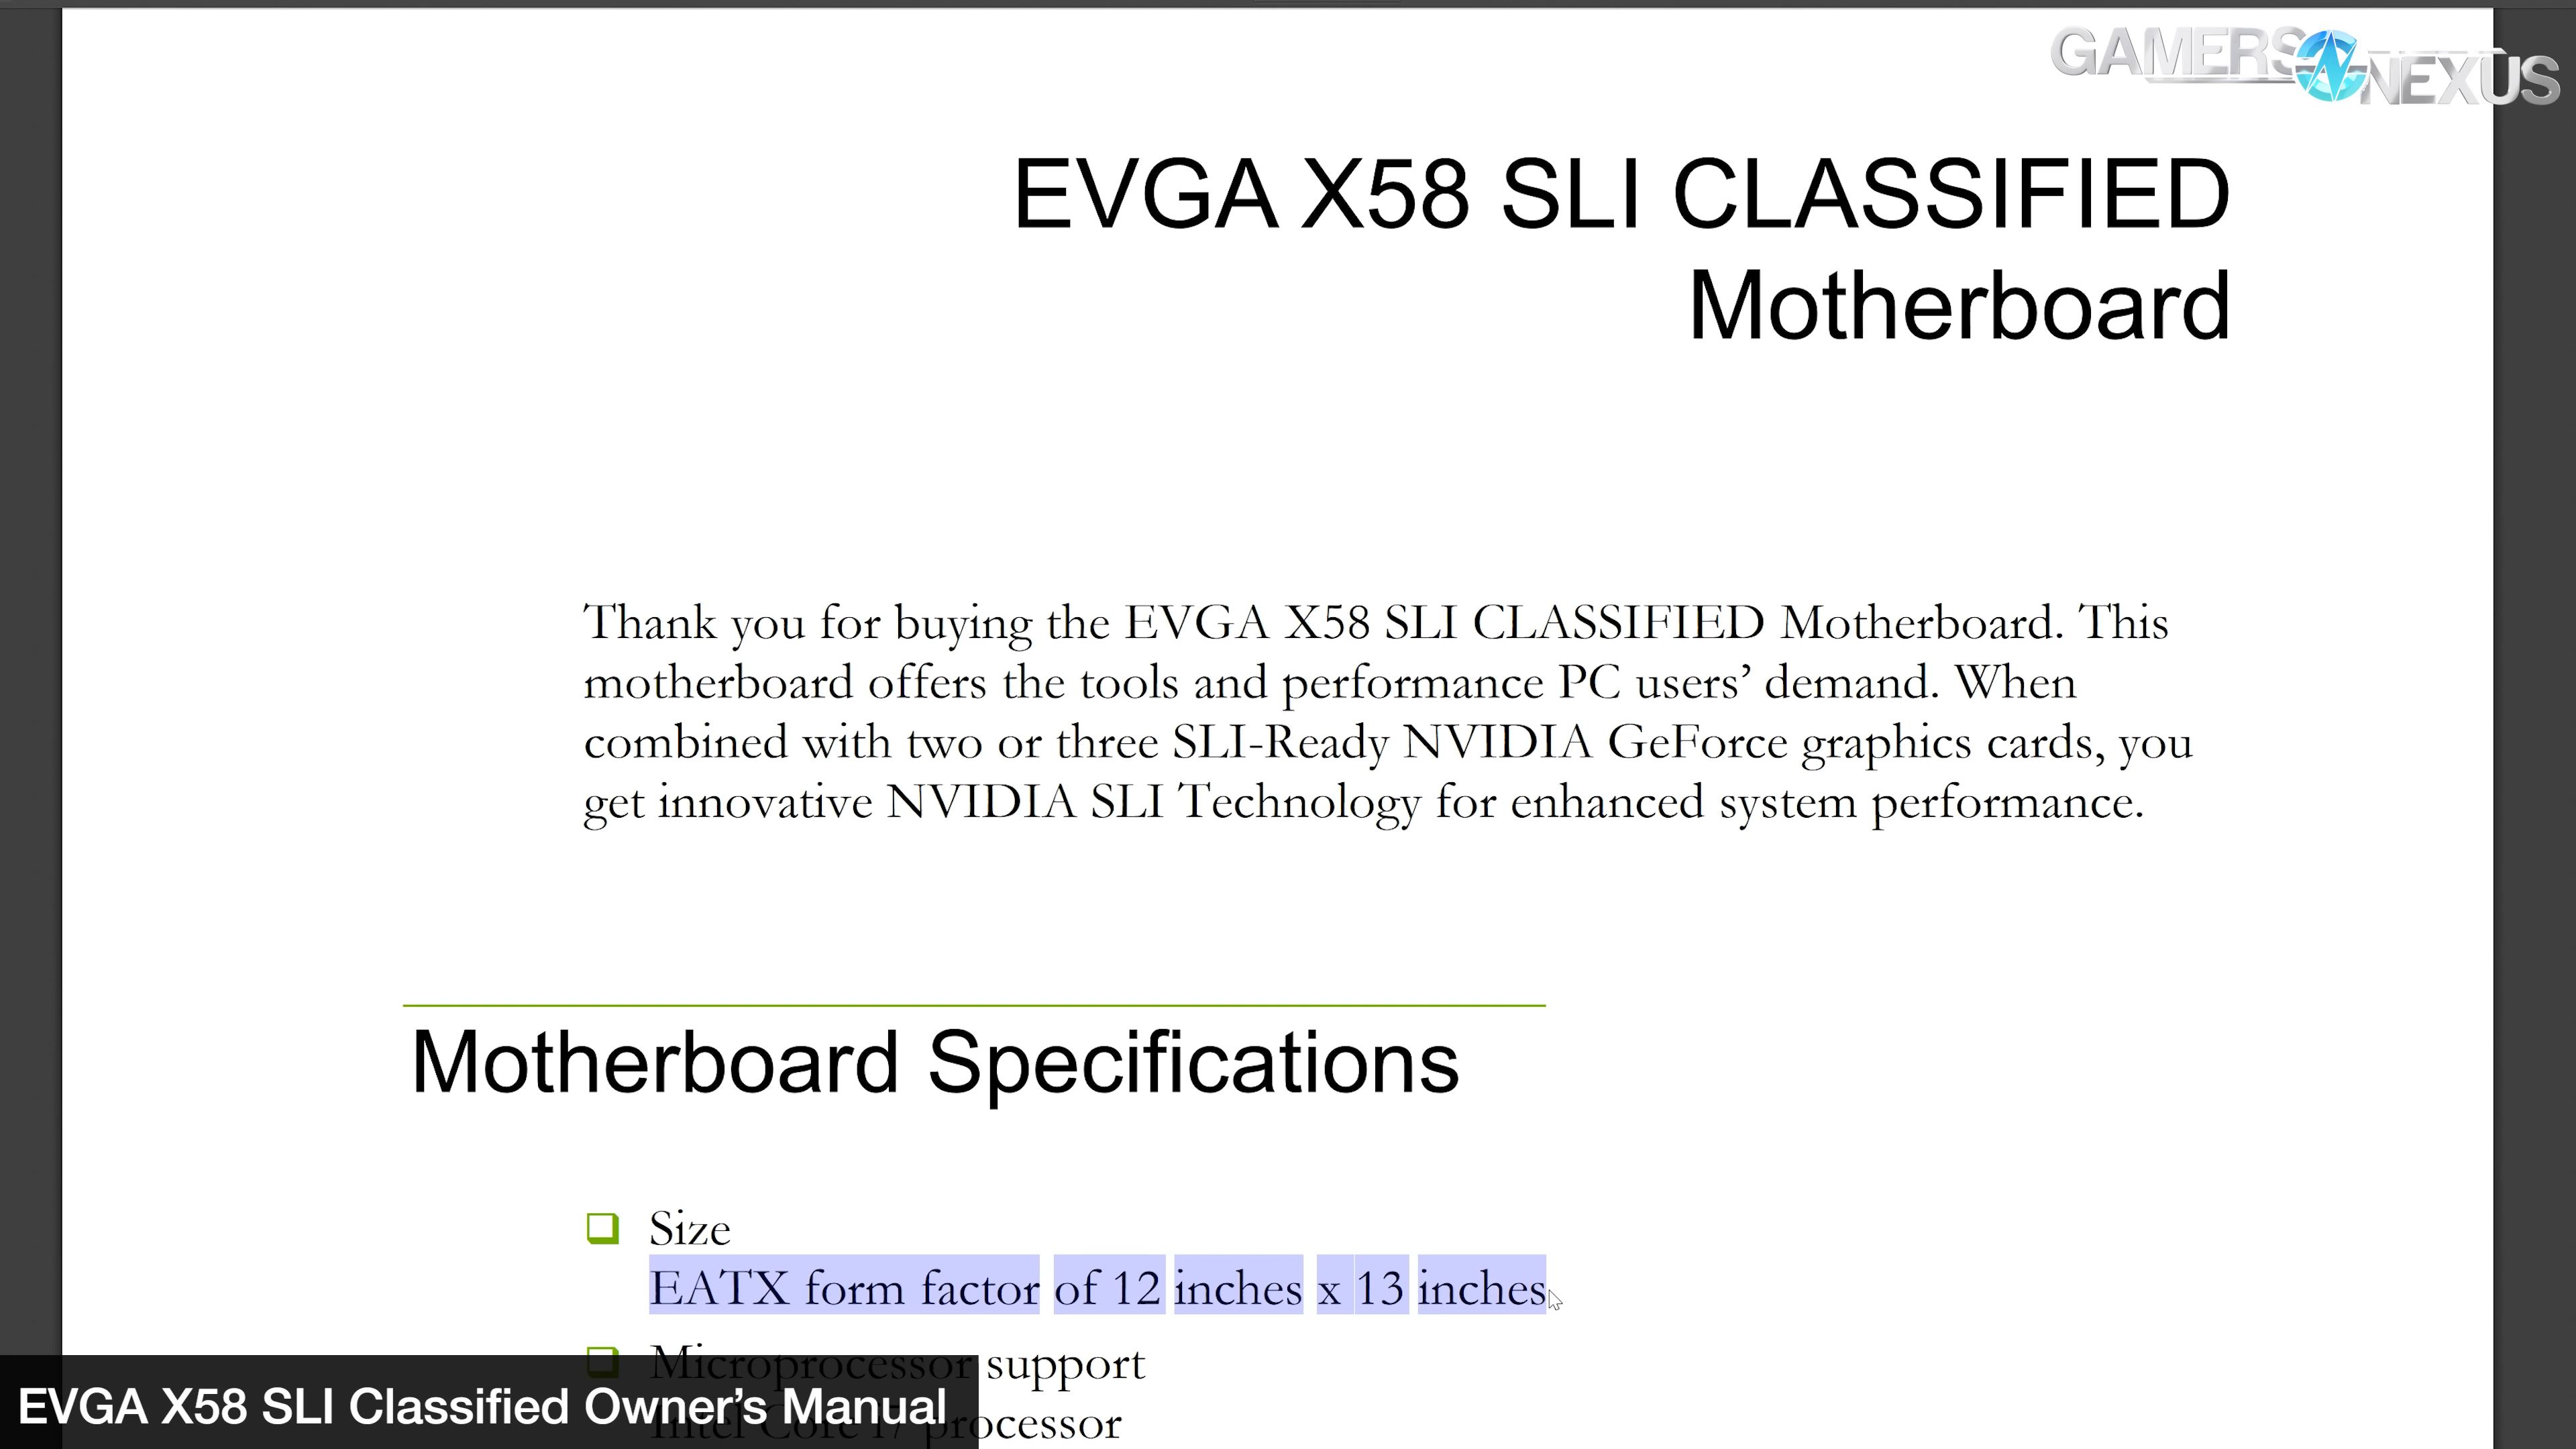 GAMERS NEXUS
EVGA X58 SLI CLASSIFIED
Motherboard
Thank you for buying the EVGA X58 SLI CLASSIFIED Motherboard. This
motherboard offers the tools and performance PC users’ demand. When
combined with two or three SLI-Ready NVIDIA GeForce graphics cards, you
get innovative NVIDIA SLI Technology for enhanced system performance.
Motherboard Specifications
Size
EATX form factor of 12 inches x 13 inches
Microprocessor support
Intel Core i7 processor
EVGA X58 SLI Classified Owner’s Manual